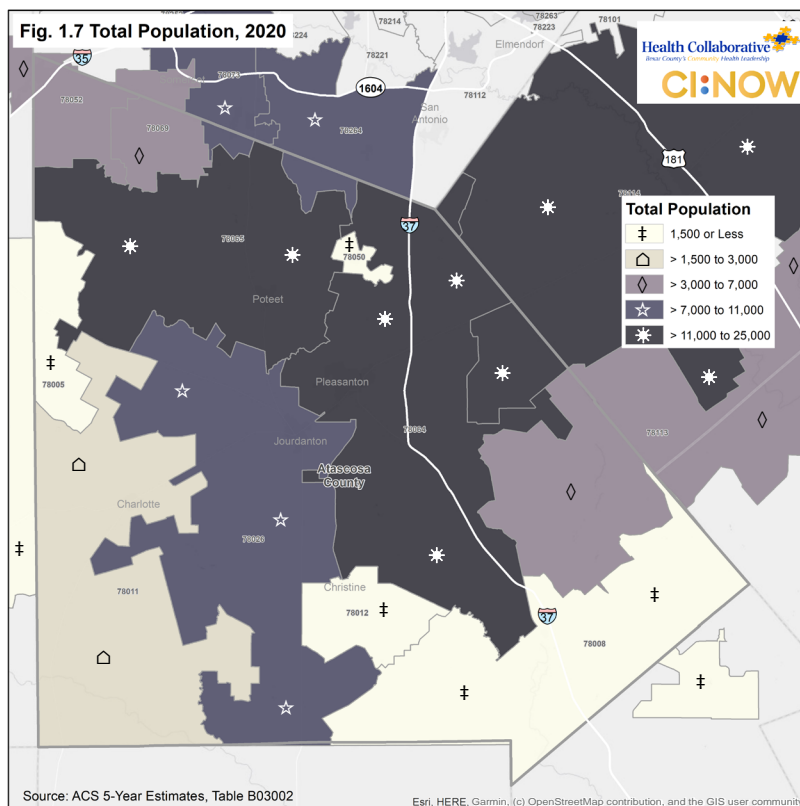 Fig. 1.7 Total Population, 2020
78214
78263
78223
78101
78221
Elmendorf
Health Collaborative
Bexar County's Community Health Leadership
CI:NOW
35
78073
1604
78112
78052
San
Antonio
78069
78264
181
Total Population
1,500 or Less
> 1,500 to 3,000
> 3,000 to 7,000
> 7,000 to 11,000
> 11,000 to 25,000
37
78065
78050
Poteet
78005
Pleasanton
78064
78113
Jourdanton
Atascosa
County
Charlotte
78026
78011
Christine
78012
37
78008
Source: ACS 5-Year Estimates, Table B03002
Esri, HERE, Garmin, (c) OpenStreetMap contribution, and the GIS user community